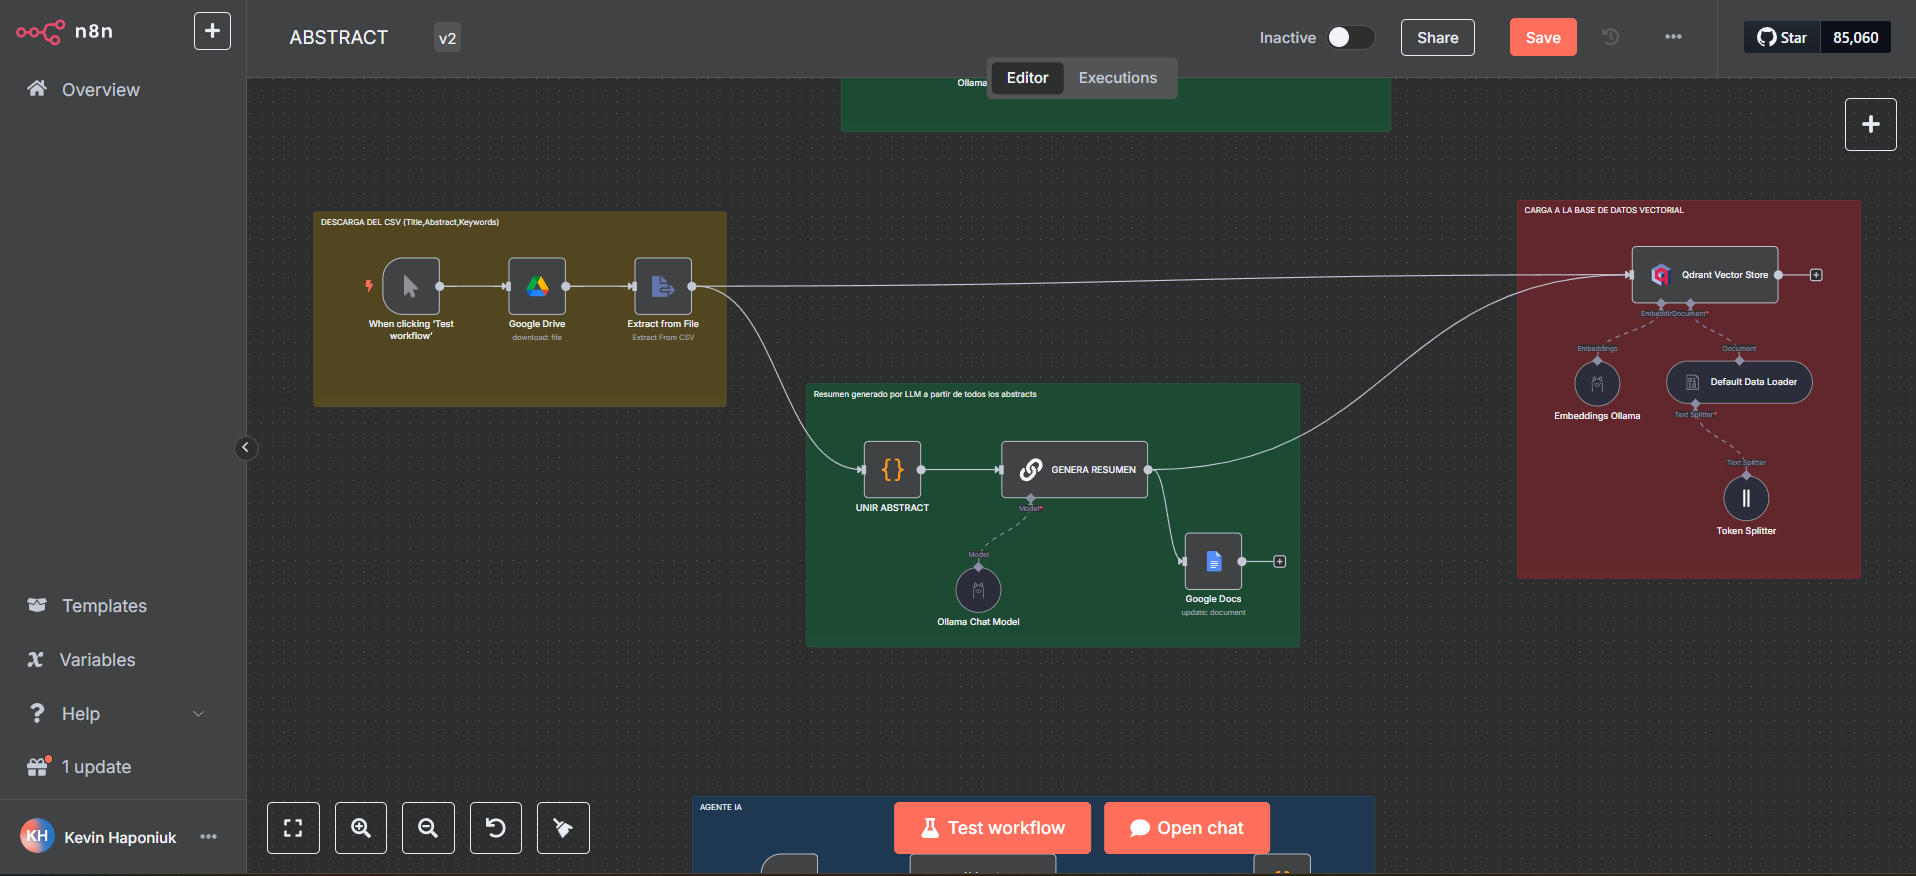 n8n
ABSTRACT
v2
Inactive
Share
Save
Star
85,060
Editor
Executions
Overview
Ollama
DESCARGA DEL CSV (Title,Abstract,Keywords)
When clicking ‘Test
workflow’
Google Drive
download: file
Extract from File
Extract From CSV
Resumen generado por LLM a partir de todos los abstracts
{}
UNIR ABSTRACT
GENERA RESUMEN
Model*
Model
Ollama Chat Model
Google Docs
update: document
CARGA A LA BASE DE DATOS VECTORIAL
Qdrant Vector Store
Document*
Embeddings
Document
Embeddings Ollama
Default Data Loader
Text Splitter*
Text Splitter
Token Splitter
Templates
Variables
Help
1 update
KH
Kevin Haponiuk
AGENTE IA
Test workflow
Open chat